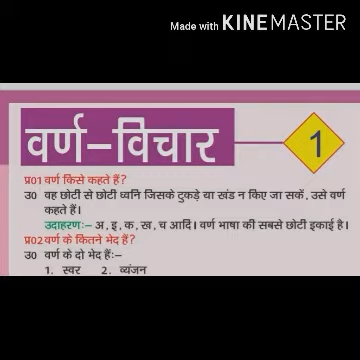 Made with KINEMASTER
वर्ण–विचार
1
प्र01 वर्ण किसे कहते हैं?
उ0 वह छोटी से छोटी ध्वनि जिसके टुकड़े या खंड न किए जा सकें, उसे वर्ण
कहते हैं।
उदाहरणः– अ, इ, क, ख, च आदि। वर्ण भाषा की सबसे छोटी इकाई है।
प्र02 वर्ण के कितने भेद हैं?
उ0 वर्ण के दो भेद हैंः–
1. स्वर 2. व्यंजन